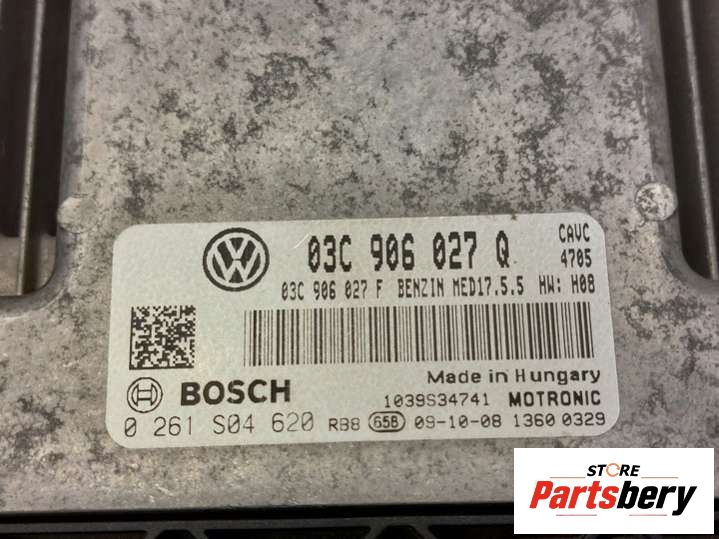 03C 906 027 Q
CAVC
4705
03C 906 027 F BENZIN MED17.5.5 HW: H08
Made in Hungary
BOSCH
1039S34741 MOTRONIC
0 261 S04 620 RB8 65B 09-10-08 1360 0329
STORE
Partsbery